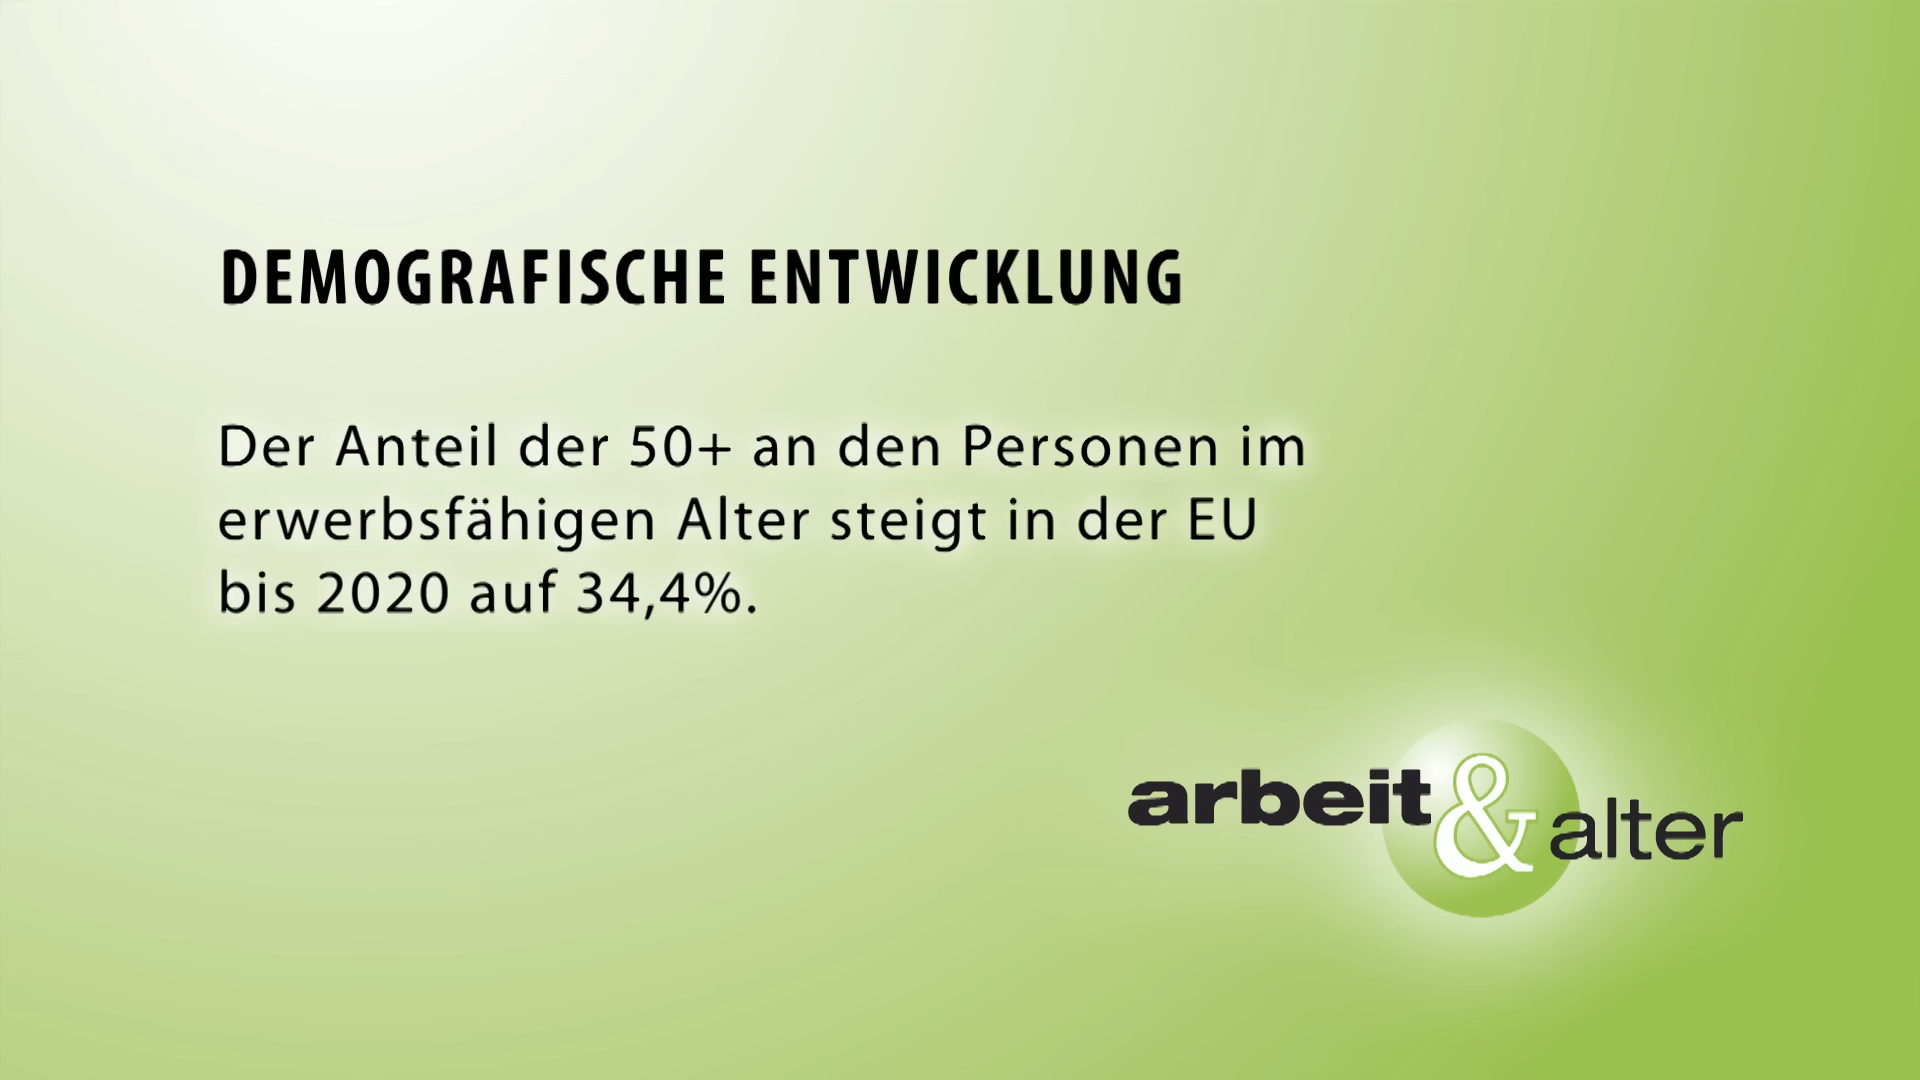 DEMOGRAFISCHE ENTWICKLUNG
Der Anteil der 50+ an den Personen im
erwerbsfähigen Alter steigt in der EU
bis 2020 auf 34,4%.
arbeit & alter